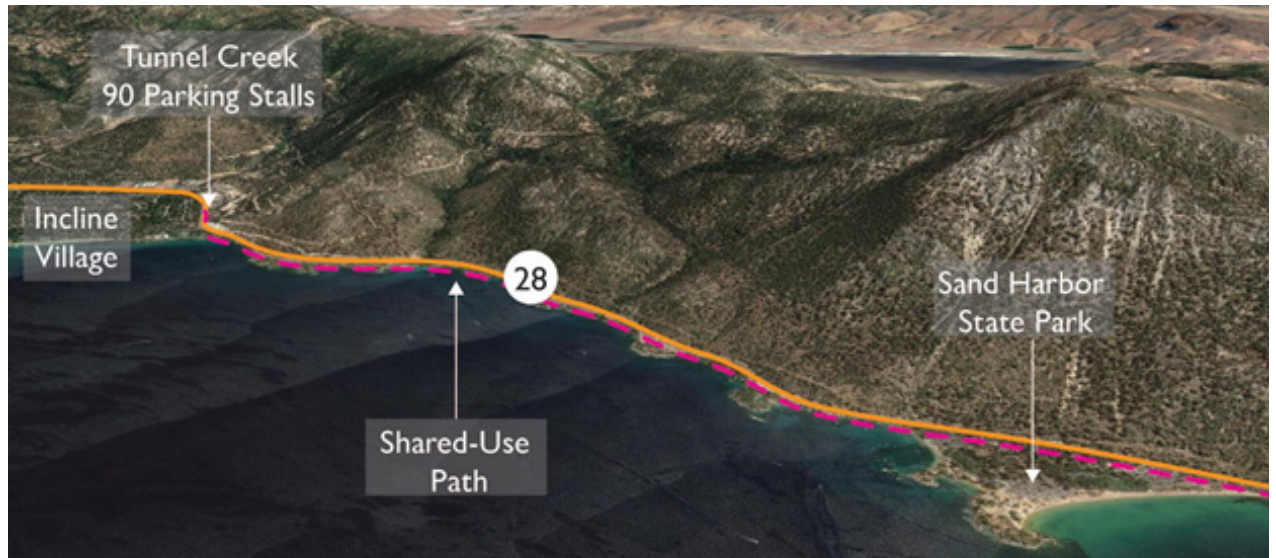 Tunnel Creek
90 Parking Stalls
Incline
Village
28
Sand Harbor
State Park
Shared-Use
Path